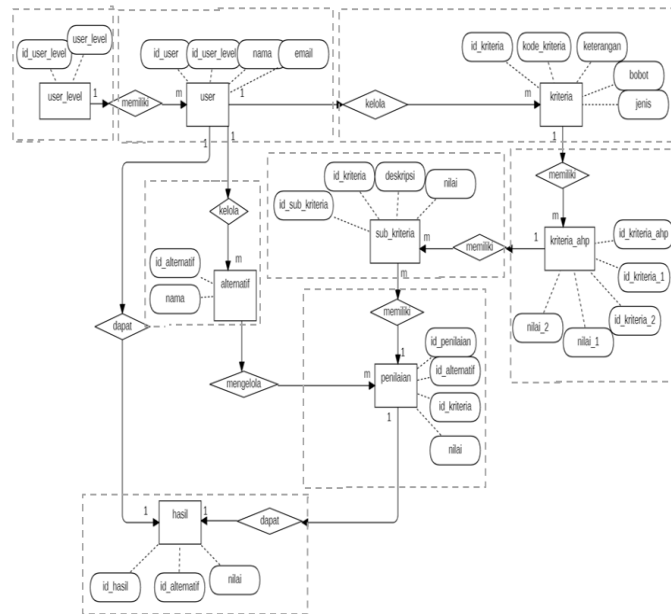 user_level
id_user_level
user_level
1
memiliki
m
id_user
id_user_level
nama
email
user
1
1
1
kelola
m
id_kriteria
kode_kriteria
keterangan
bobot
jenis
kriteria
1
memiliki
m
kriteria_ahp
1
id_kriteria_ahp
id_kriteria_1
id_kriteria_2
nilai_1
nilai_2
memiliki
m
id_kriteria
deskripsi
nilai
id_sub_kriteria
sub_kriteria
m
memiliki
1
kelola
m
id_alternatif
nama
alternatif
dapat
mengelola
m
penilaian
id_penilaian
id_alternatif
id_kriteria
nilai
1
dapat
1
1
hasil
id_hasil
id_alternatif
nilai